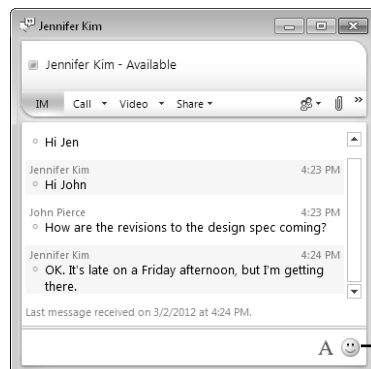 Jennifer Kim
Jennifer Kim - Available
IM Call Video Share »
Hi Jen
Jennifer Kim 4:23 PM
Hi John
John Pierce 4:23 PM
How are the revisions to the design spec coming?
Jennifer Kim 4:24 PM
OK. It's late on a Friday afternoon, but I'm getting
there.
Last message received on 3/2/2012 at 4:24 PM.
A